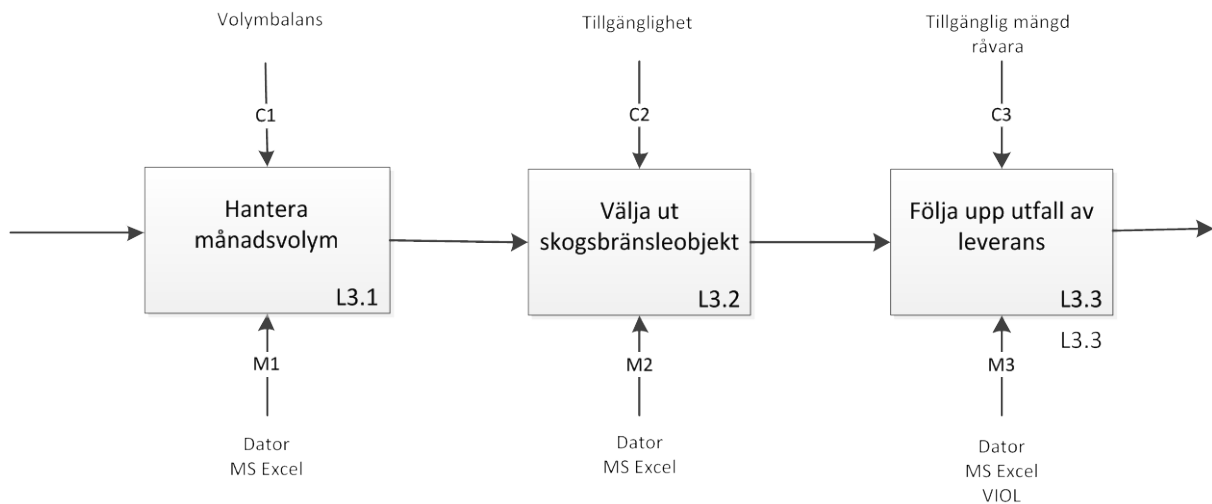 Volymbalans
Tillgänglighet
Tillgänglig mängd
råvara
C1
C2
C3
Hantera
månadsvolym
L3.1
Välja ut
skogsbränsleobjekt
L3.2
Följa upp utfall av
leverans
L3.3
L3.3
M1
M2
M3
Dator
MS Excel
Dator
MS Excel
Dator
MS Excel
VIOL